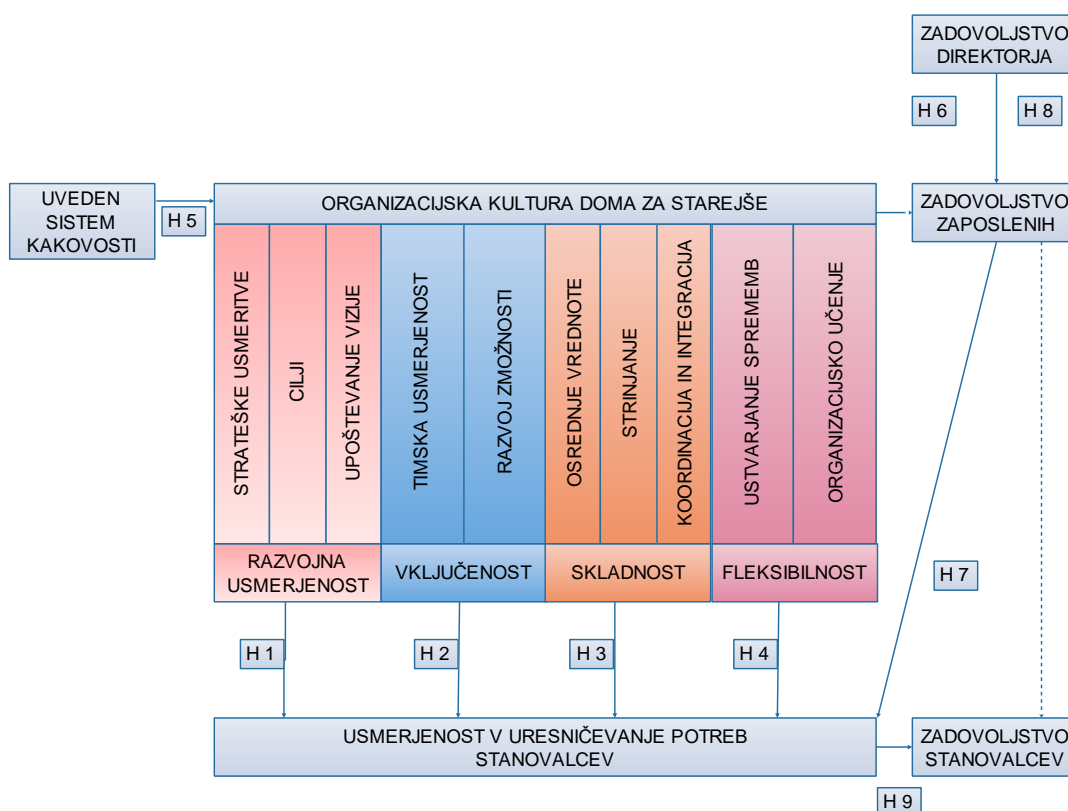 ZADOVOLJSTVO
DIREKTORJA
H 6
H 8
UVEDEN
SISTEM
KAKOVOSTI
H 5
ORGANIZACIJSKA KULTURA DOMA ZA STAREJŠE
ZADOVOLJSTVO
ZAPOSLENIH
STRATEŠKE USMERITVE
CILJI
UPOŠTEVANJE VIZIJE
TIMSKA USMERJENOST
RAZVOJ ZMOŽNOSTI
OSREDNJE VREDNOTE
STRINJANJE
KOORDINACIJA IN INTEGRACIJA
USTVARJANJE SPREMEMB
ORGANIZACIJSKO UČENJE
RAZVOJNA
USMERJENOST
VKLJUČENOST
SKLADNOST
FLEKSIBILNOST
H 7
H 1
H 2
H 3
H 4
USMERJENOST V URESNIČEVANJE POTREB
STANOVALCEV
ZADOVOLJSTVO
STANOVALCEV
H 9